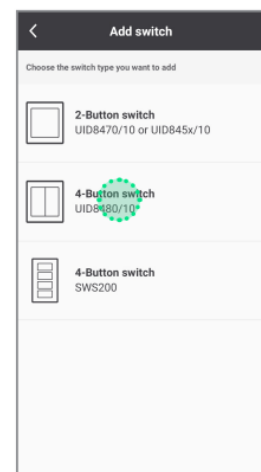 Add switch
Choose the switch type you want to add
2-Button switch
UID8470/10 or UID845x/10
4-Button switch
UID8480/10
4-Button switch
SWS200